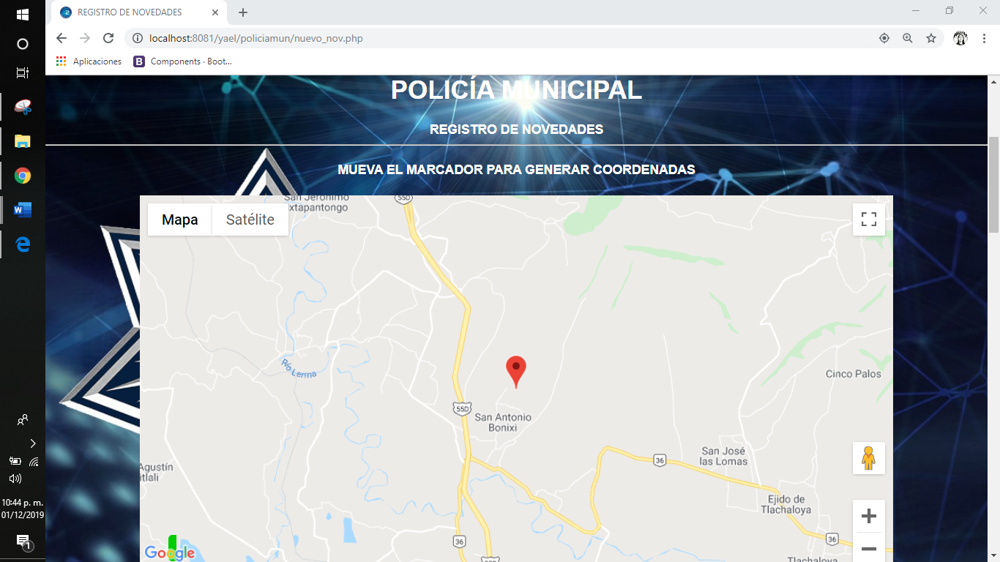 REGISTRO DE NOVEDADES
localhost:8081/yael/policiamun/nuevo_nov.php
Aplicaciones
B Components · Boot...
POLICÍA MUNICIPAL
REGISTRO DE NOVEDADES
MUEVA EL MARCADOR PARA GENERAR COORDENADAS
Mapa Satélite
San Jerónimo
xtapantongo
55D
Río Lerma
Cinco Palos
55D
San Antonio
Bonixi
San José
las Lomas
36
Agustín
itlali
Ejido de
Tlachaloya
36
36
Tlachaloya
55D
Google
10:44 p. m.
01/12/2019
1